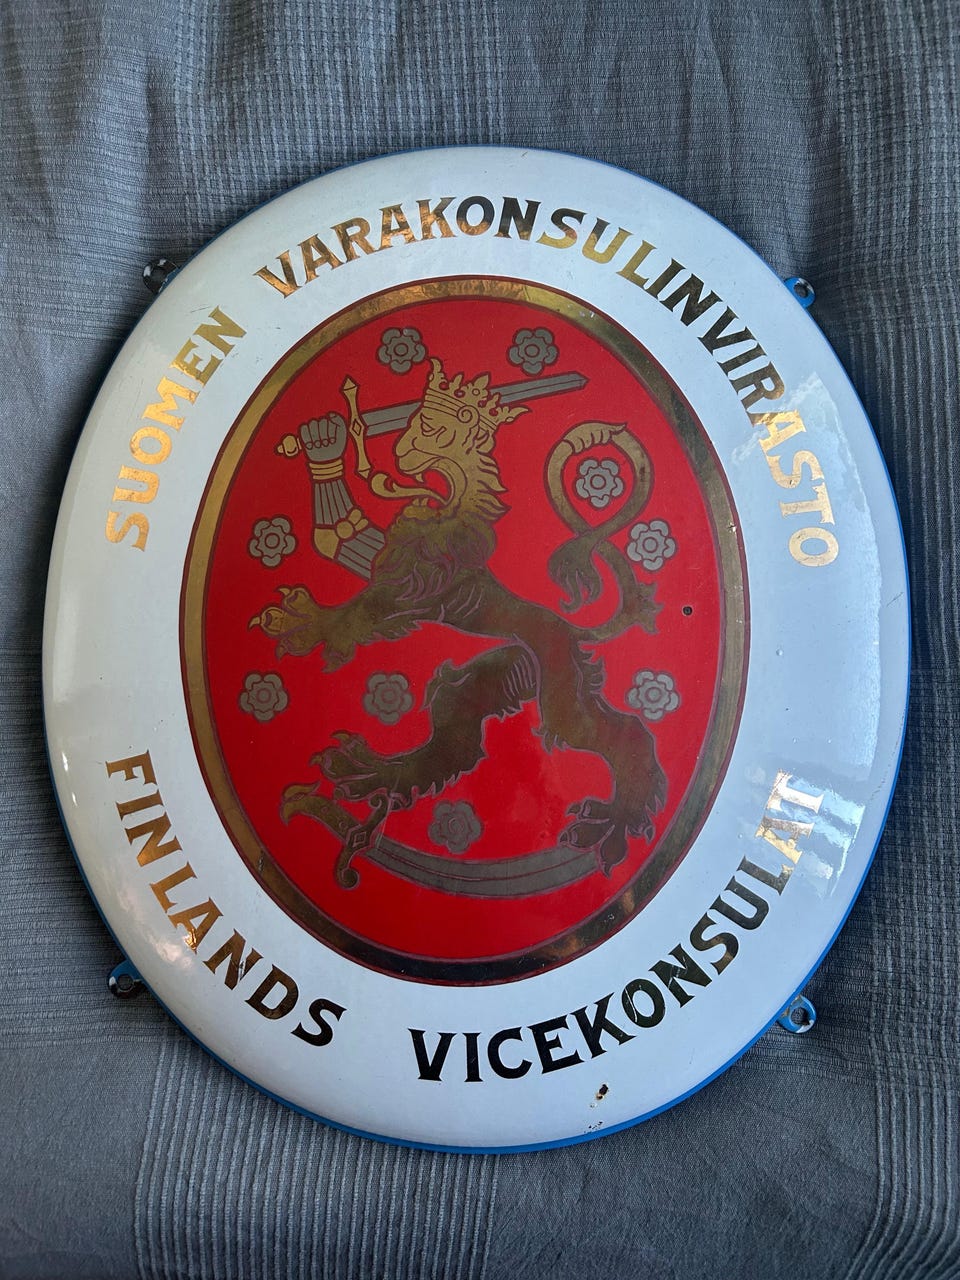 SUOMEN VARAKONSULINVIRASTO
FINLANDS VICEKONSULAT